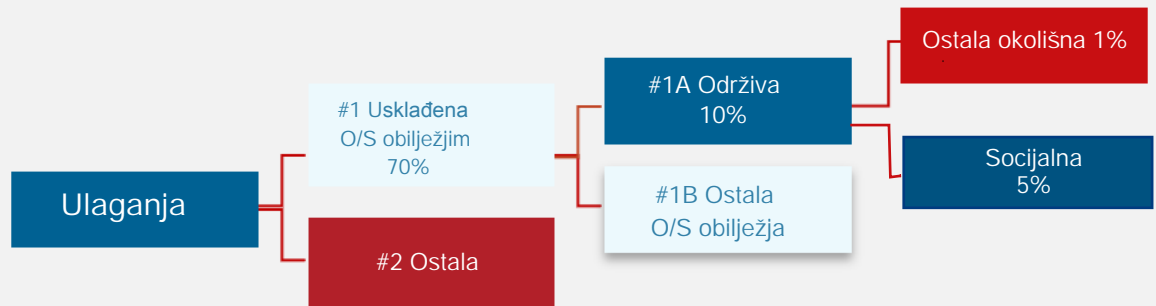 Ulaganja
#1 Usklađena
O/S obilježjim
70%
#2 Ostala
#1A Održiva
10%
#1B Ostala
O/S obilježja
Ostala okolišna 1%
Socijalna
5%